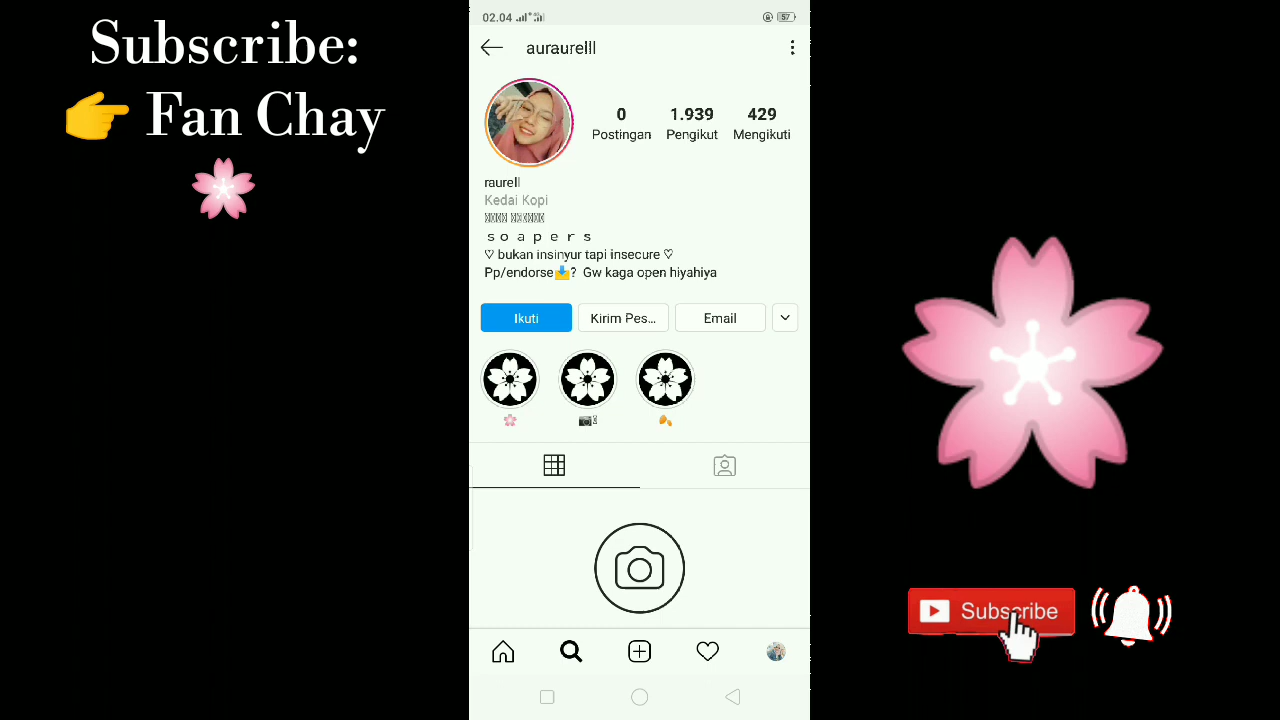 Subscribe:
👉 Fan Chay
🌸
02.04
57
auraurelll
0
Postingan
1.939
Pengikut
429
Mengikuti
raurell
Kedai Kopi
s o a p e r s
♡ bukan insinyur tapi insecure ♡
Pp/endorse📩? Gw kaga open hiyahiya
Ikuti
Kirim Pes...
Email
Subscribe